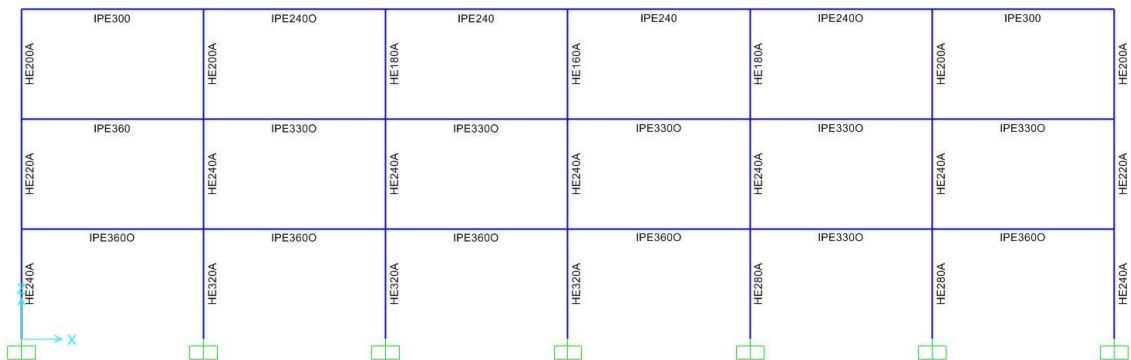 IPE300 IPE240O IPE240 IPE240 IPE240O IPE300
HE200A HE200A HE180A HE160A HE180A HE200A HE200A
IPE360 IPE330O IPE330O IPE330O IPE330O IPE330O
HE220A HE240A HE240A HE240A HE240A HE240A HE220A
IPE360O IPE360O IPE360O IPE360O IPE330O IPE360O
HE240A HE320A HE320A HE320A HE280A HE280A HE240A
Z
X